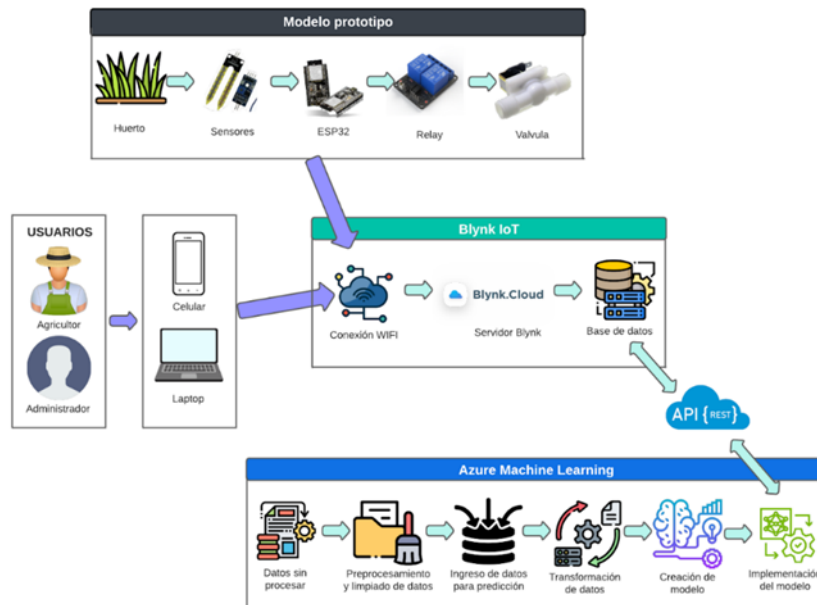 Modelo prototipo
Huerto
Sensores
ESP32
Relay
Valvula
USUARIOS
Agricultor
Administrador
Celular
Laptop
Blynk IoT
Conexión WIFI
Blynk.Cloud
Servidor Blynk
Base de datos
API {REST}
Azure Machine Learning
Datos sin
procesar
Preprocesamiento
y limpiado de datos
Ingreso de datos
para predicción
Transformación
de datos
Creación de
modelo
Implementación
del modelo